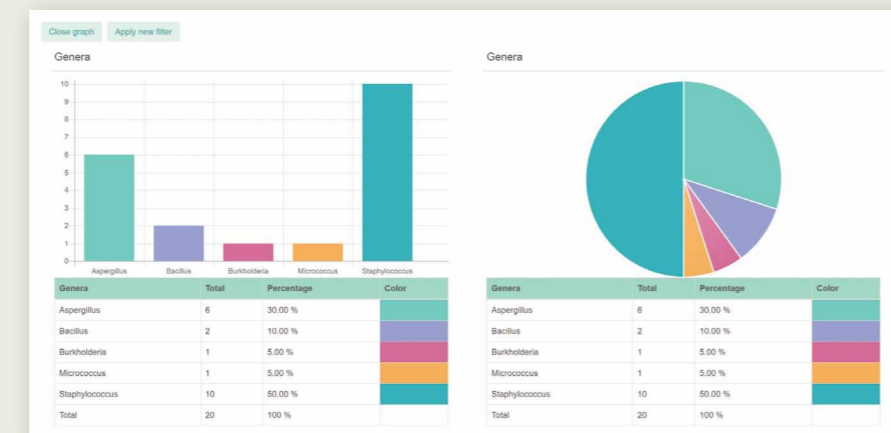 Close graph Apply new filter
Genera
10
9
8
7
6
5
4
3
2
1
0
Aspergillus Bacillus Burkholderia Micrococcus Staphylococcus
Genera Total Percentage Color
Aspergillus 6 30.00 %
Bacillus 2 10.00 %
Burkholderia 1 5.00 %
Micrococcus 1 5.00 %
Staphylococcus 10 50.00 %
Total 20 100 %
Genera
Genera Total Percentage Color
Aspergillus 6 30.00 %
Bacillus 2 10.00 %
Burkholderia 1 5.00 %
Micrococcus 1 5.00 %
Staphylococcus 10 50.00 %
Total 20 100 %